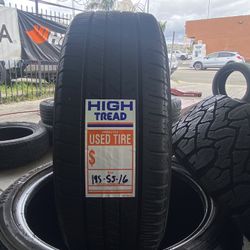 HIGH
TREAD
USED TIRE
$
195-55-16